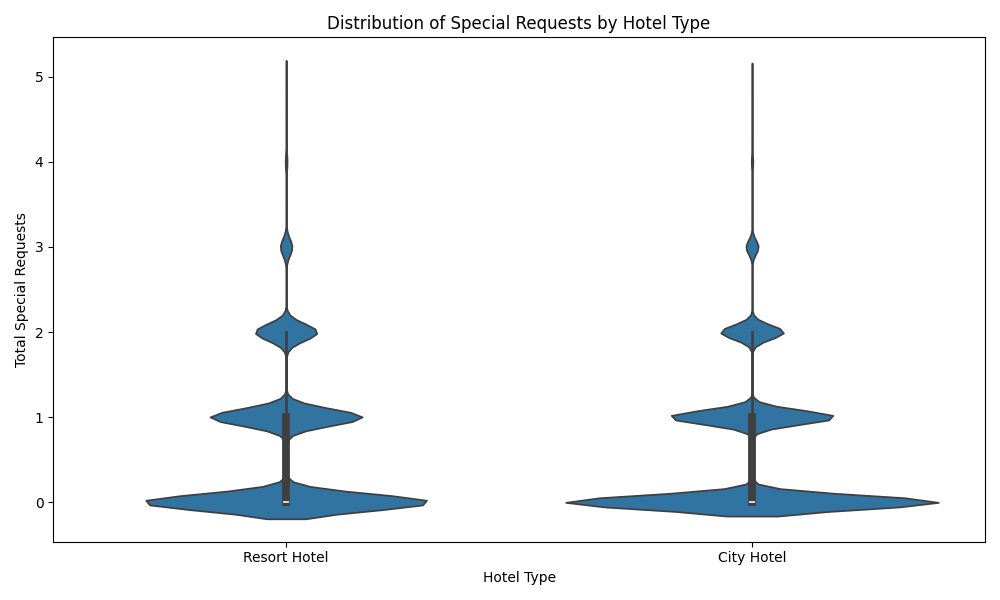 Distribution of Special Requests by Hotel Type
Total Special Requests
5
4
3
2
1
0
Resort Hotel
City Hotel
Hotel Type